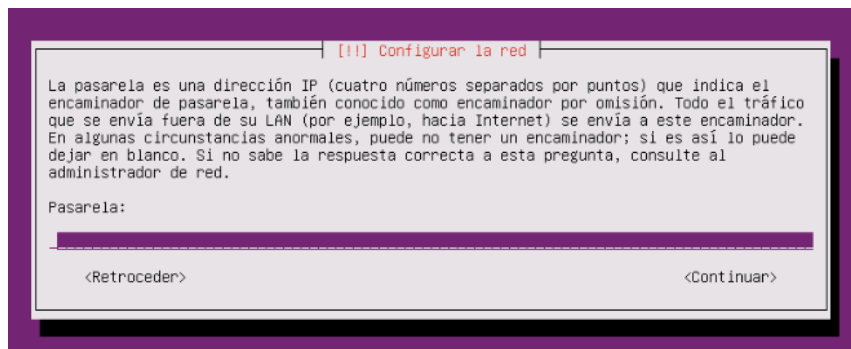 [!!] Configurar la red
La pasarela es una dirección IP (cuatro números separados por puntos) que indica el
encaminador de pasarela, también conocido como encaminador por omisión. Todo el tráfico
que se envía fuera de su LAN (por ejemplo, hacia Internet) se envía a este encaminador.
En algunas circunstancias anormales, puede no tener un encaminador; si es así lo puede
dejar en blanco. Si no sabe la respuesta correcta a esta pregunta, consulte al
administrador de red.
Pasarela:
<Retroceder> <Continuar>